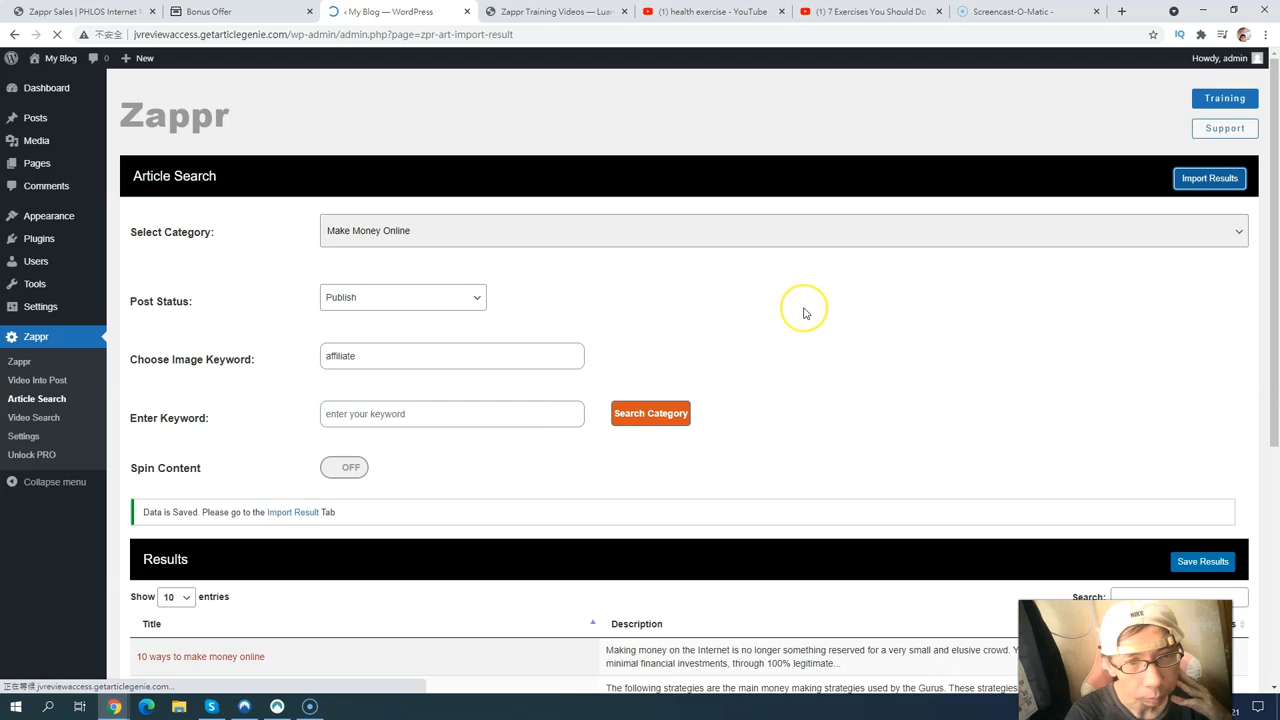 Zappr Sales | PHLOS Internet
Bonus Offer
‹ My Blog — WordPress
Zappr Training Videos — Luan
(1) health exercise - YouTube
(1) 7 Exercises You Should Do
Screencast-O-Matic -
不安全 jvreviewaccess.getarticlegenie.com/wp-admin/admin.php?page=zpr-art-import-result
My Blog 0 New Howdy, admin
Dashboard
Posts
Media
Pages
Comments
Appearance
Plugins
Users
Tools
Settings
Zappr
Zappr
Video Into Post
Article Search
Video Search
Settings
Unlock PRO
Collapse menu
Zappr
Training
Support
Article Search
Import Results
Select Category: Make Money Online
Post Status: Publish
Choose Image Keyword: affiliate
Enter Keyword: enter your keyword Search Category
Spin Content OFF
Data is Saved. Please go to the Import Result Tab
Results Save Results
Show 10 entries Search:
Title Description
10 ways to make money online
Making money on the Internet is no longer something reserved for a very small and elusive crowd.
minimal financial investments, through 100% legitimate...
The following strategies are the main money making strategies used by the Gurus. These strategies
正在等候 jvreviewaccess.getarticlegenie.com...
NIKE
21